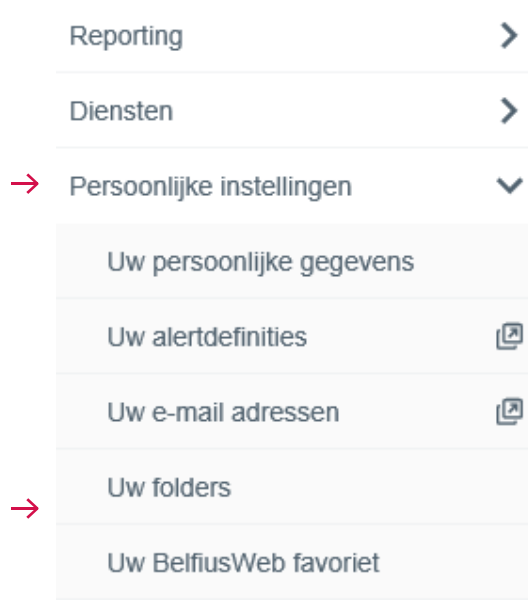 Reporting
Diensten
Persoonlijke instellingen
Uw persoonlijke gegevens
Uw alertdefinities
Uw e-mail adressen
Uw folders
Uw BelfiusWeb favoriet